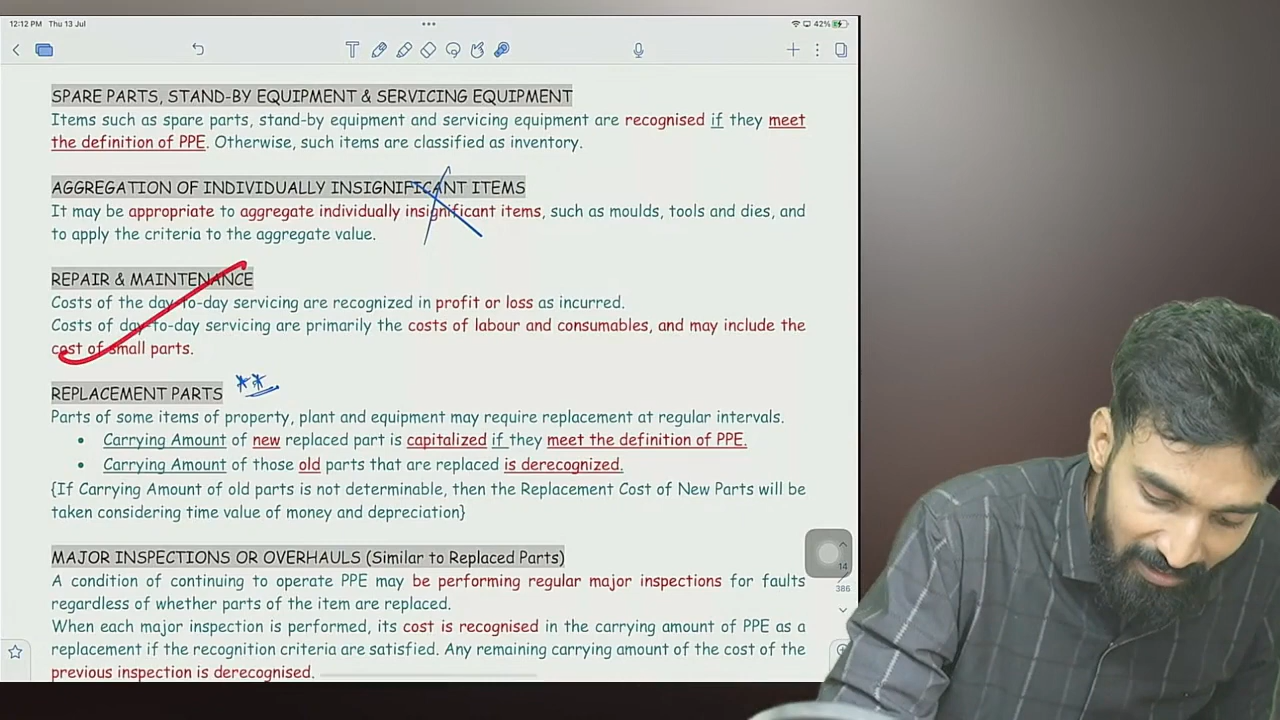 12:12 PM Thu 13 Jul
42%
SPARE PARTS, STAND-BY EQUIPMENT & SERVICING EQUIPMENT
Items such as spare parts, stand-by equipment and servicing equipment are recognised if they meet
the definition of PPE. Otherwise, such items are classified as inventory.
AGGREGATION OF INDIVIDUALLY INSIGNIFICANT ITEMS
It may be appropriate to aggregate individually insignificant items, such as moulds, tools and dies, and
to apply the criteria to the aggregate value.
REPAIR & MAINTENANCE
Costs of the day-to-day servicing are recognized in profit or loss as incurred.
Costs of day-to-day servicing are primarily the costs of labour and consumables, and may include the
cost of small parts.
REPLACEMENT PARTS **
Parts of some items of property, plant and equipment may require replacement at regular intervals.
• Carrying Amount of new replaced part is capitalized if they meet the definition of PPE.
• Carrying Amount of those old parts that are replaced is derecognized.
{If Carrying Amount of old parts is not determinable, then the Replacement Cost of New Parts will be
taken considering time value of money and depreciation}
MAJOR INSPECTIONS OR OVERHAULS (Similar to Replaced Parts)
A condition of continuing to operate PPE may be performing regular major inspections for faults
regardless of whether parts of the item are replaced.
When each major inspection is performed, its cost is recognised in the carrying amount of PPE as a
replacement if the recognition criteria are satisfied. Any remaining carrying amount of the cost of the
previous inspection is derecognised.
14
386